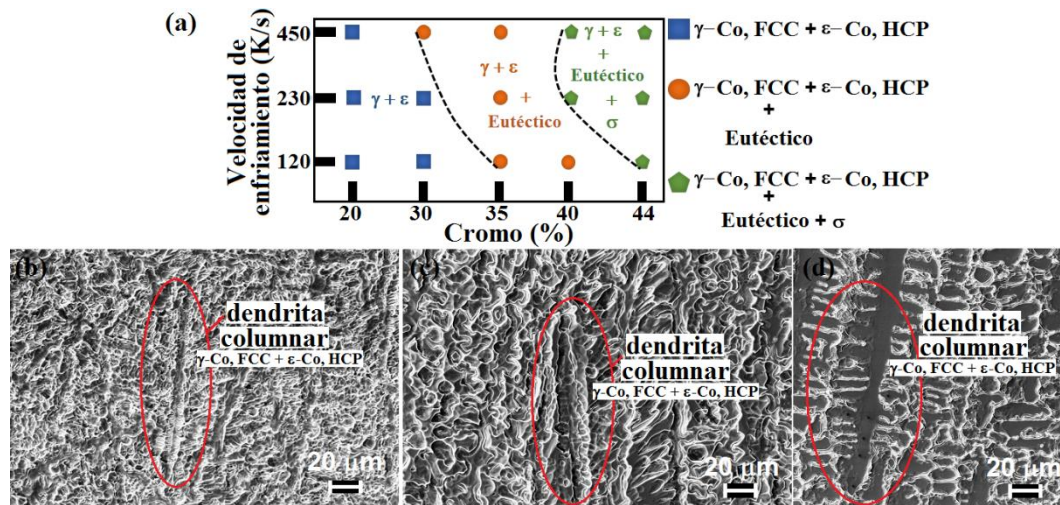 (a)
Velocidad de
enfriamiento (K/s)
450
230
120
γ + ε
γ + ε
+
Eutéctico
γ + ε
+
Eutéctico
+
σ
20
30
35
40
44
Cromo (%)
γ–Co, FCC + ε–Co, HCP
γ–Co, FCC + ε–Co, HCP
+
Eutéctico
γ–Co, FCC + ε–Co, HCP
+
Eutéctico + σ
(b)
dendrita
columnar
γ-Co, FCC + ε-Co, HCP
20 μm
(c)
dendrita
columnar
γ-Co, FCC + ε-Co, HCP
20 μm
(d)
dendrita
columnar
γ-Co, FCC + ε-Co, HCP
20 μm